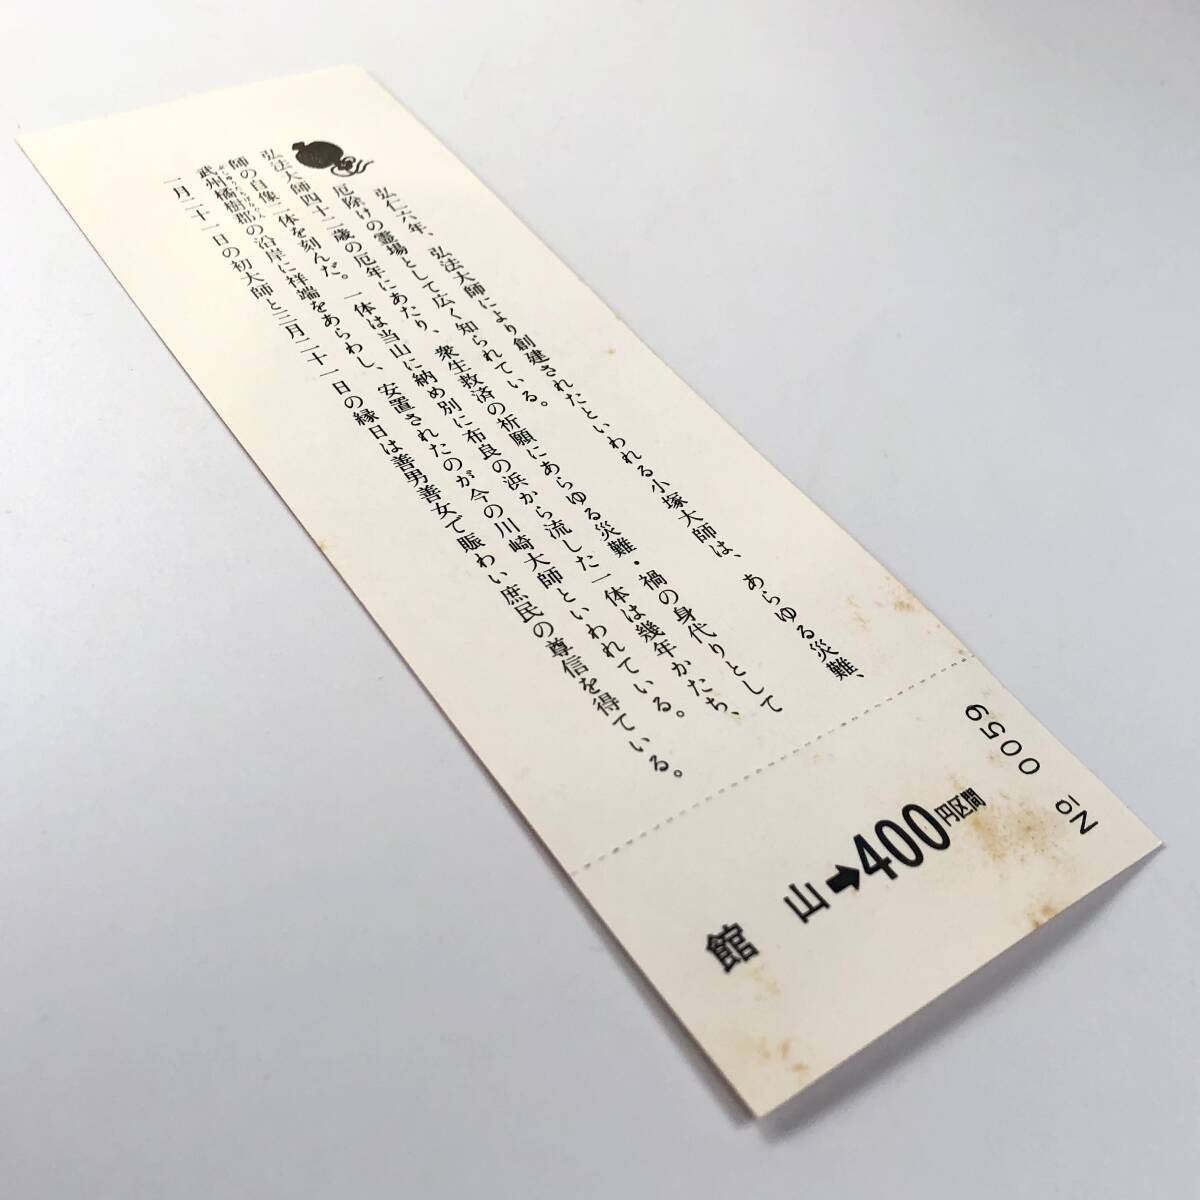 弘仁六年、弘法大師により創建されたといわれる小塚大師は、あらゆる災難、
厄除けの霊場として広く知られている。
弘法大師四十二歳の厄年にあたり、衆生救済の祈願にあらゆる災難・禍の身代りとして
師の自像二体を刻んだ。一体は当山に納め別に布良の浜から流した一体は幾年かたち、
武州橘樹郡の沿岸に祥端をあらわし、安置されたのが今の川崎大師といわれている。
一月二十一日の初大師と三月二十一日の縁日は善男善女で賑わい庶民の尊信を得ている。
館山➡400円区間
№ 0059